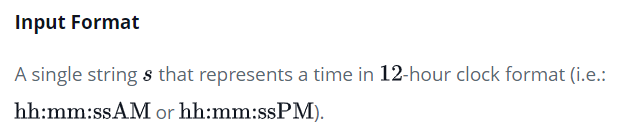 Input Format
A single string s that represents a time in 12-hour clock format (i.e.:
hh:mm:ssAM or hh:mm:ssPM).